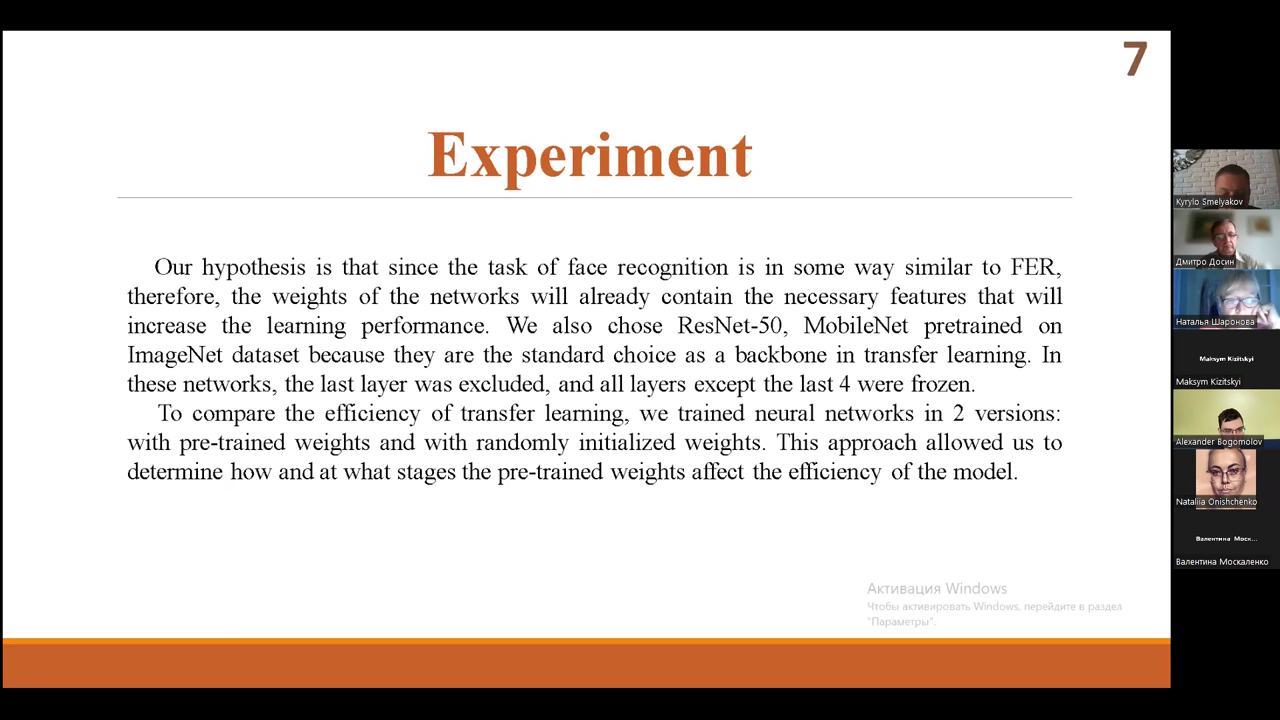 7
Experiment
Our hypothesis is that since the task of face recognition is in some way similar to FER,
therefore, the weights of the networks will already contain the necessary features that will
increase the learning performance. We also chose ResNet-50, MobileNet pretrained on
ImageNet dataset because they are the standard choice as a backbone in transfer learning. In
these networks, the last layer was excluded, and all layers except the last 4 were frozen.
To compare the efficiency of transfer learning, we trained neural networks in 2 versions:
with pre-trained weights and with randomly initialized weights. This approach allowed us to
determine how and at what stages the pre-trained weights affect the efficiency of the model.
Активация Windows
Чтобы активировать Windows, перейдите в раздел
"Параметры".
Kyrylo Smelyakov
Дмитро Досин
Наталья Шаронова
Maksym Kizitskyi
Maksym Kizitskyi
Alexander Bogomolov
Nataliia Onishchenko
Валентина Моск...
Валентина Москаленко